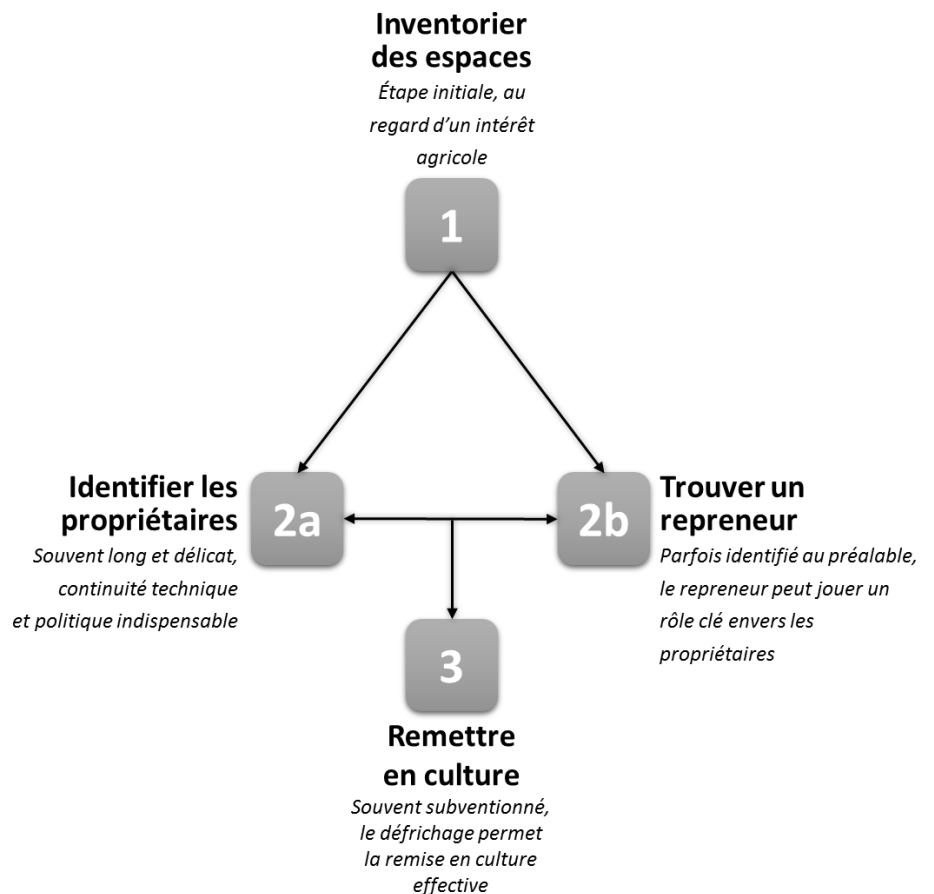 Inventorier
des espaces
Étape initiale, au
regard d’un intérêt
agricole
1
Identifier les
propriétaires
Souvent long et délicat,
continuité technique
et politique indispensable
2a
2b
Trouver un
repreneur
Parfois identifié au préalable,
le repreneur peut jouer un
rôle clé envers les
propriétaires
3
Remettre
en culture
Souvent subventionné,
le défrichage permet
la remise en culture
effective